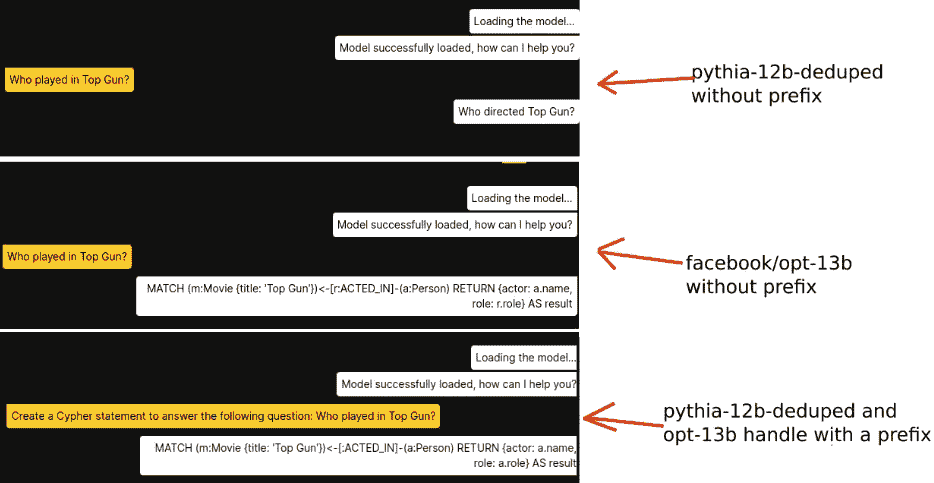 Loading the model...
Model successfully loaded, how can I help you?
Who played in Top Gun?
Who directed Top Gun?
pythia-12b-deduped
without prefix
Loading the model...
Model successfully loaded, how can I help you?
Who played in Top Gun?
MATCH (m:Movie {title: 'Top Gun'})<-[r:ACTED_IN]-(a:Person) RETURN {actor: a.name,
role: r.role} AS result
facebook/opt-13b
without prefix
Loading the model...
Model successfully loaded, how can I help you?
Create a Cypher statement to answer the following question: Who played in Top Gun?
MATCH (m:Movie {title: 'Top Gun'})<-[:ACTED_IN]-(a:Person) RETURN {actor: a.name,
role: a.role} AS result
pythia-12b-deduped and
opt-13b handle with a prefix